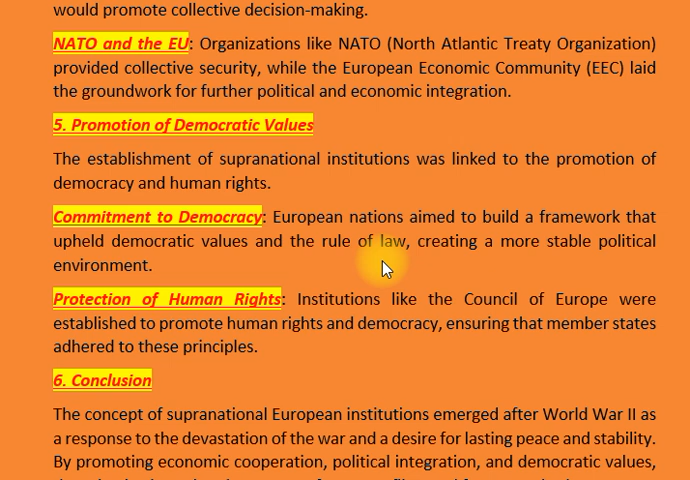 would promote collective decision-making.
NATO and the EU: Organizations like NATO (North Atlantic Treaty Organization)
provided collective security, while the European Economic Community (EEC) laid
the groundwork for further political and economic integration.
5. Promotion of Democratic Values
The establishment of supranational institutions was linked to the promotion of
democracy and human rights.
Commitment to Democracy: European nations aimed to build a framework that
upheld democratic values and the rule of law, creating a more stable political
environment.
Protection of Human Rights: Institutions like the Council of Europe were
established to promote human rights and democracy, ensuring that member states
adhered to these principles.
6. Conclusion
The concept of supranational European institutions emerged after World War II as
a response to the devastation of the war and a desire for lasting peace and stability.
By promoting economic cooperation, political integration, and democratic values,